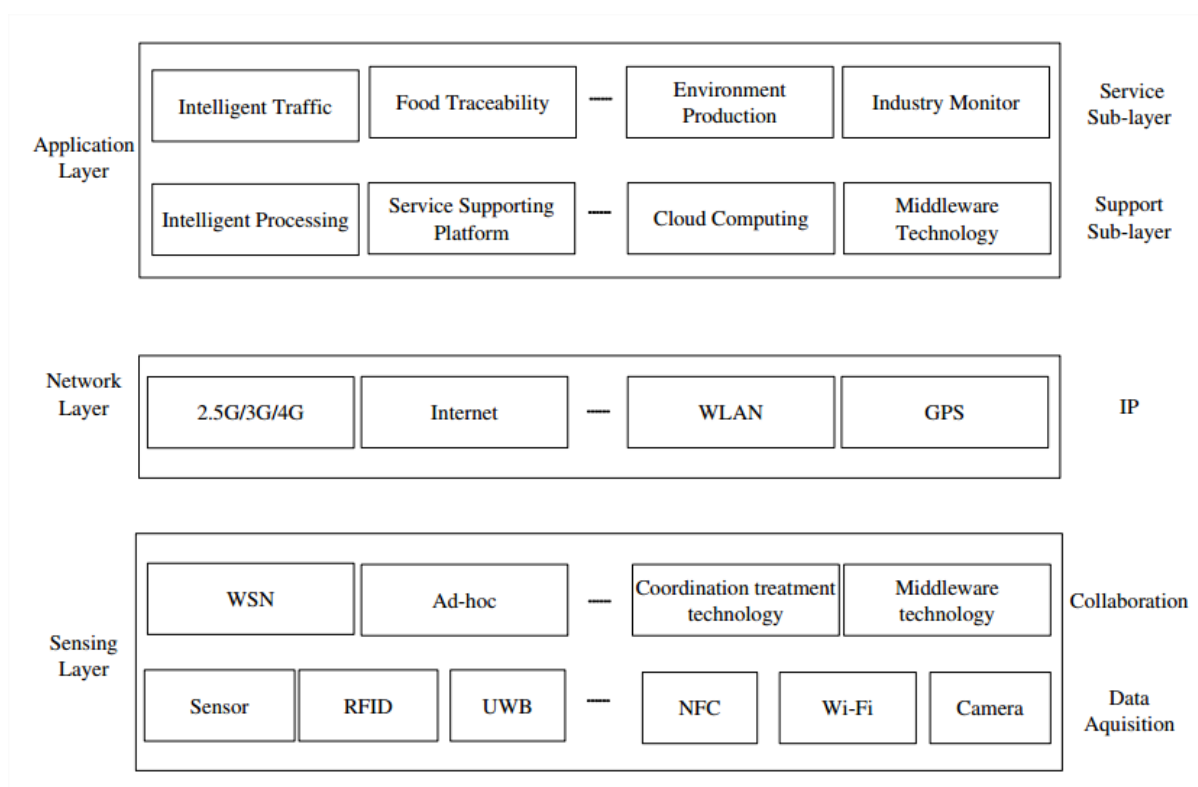 Application
Layer
Intelligent Traffic
Food Traceability
Environment
Production
Industry Monitor
Service
Sub-layer
Intelligent Processing
Service Supporting
Platform
Cloud Computing
Middleware
Technology
Support
Sub-layer
Network
Layer
2.5G/3G/4G
Internet
WLAN
GPS
IP
Sensing
Layer
WSN
Ad-hoc
Coordination treatment
technology
Middleware
technology
Collaboration
Sensor
RFID
UWB
NFC
Wi-Fi
Camera
Data
Aquisition